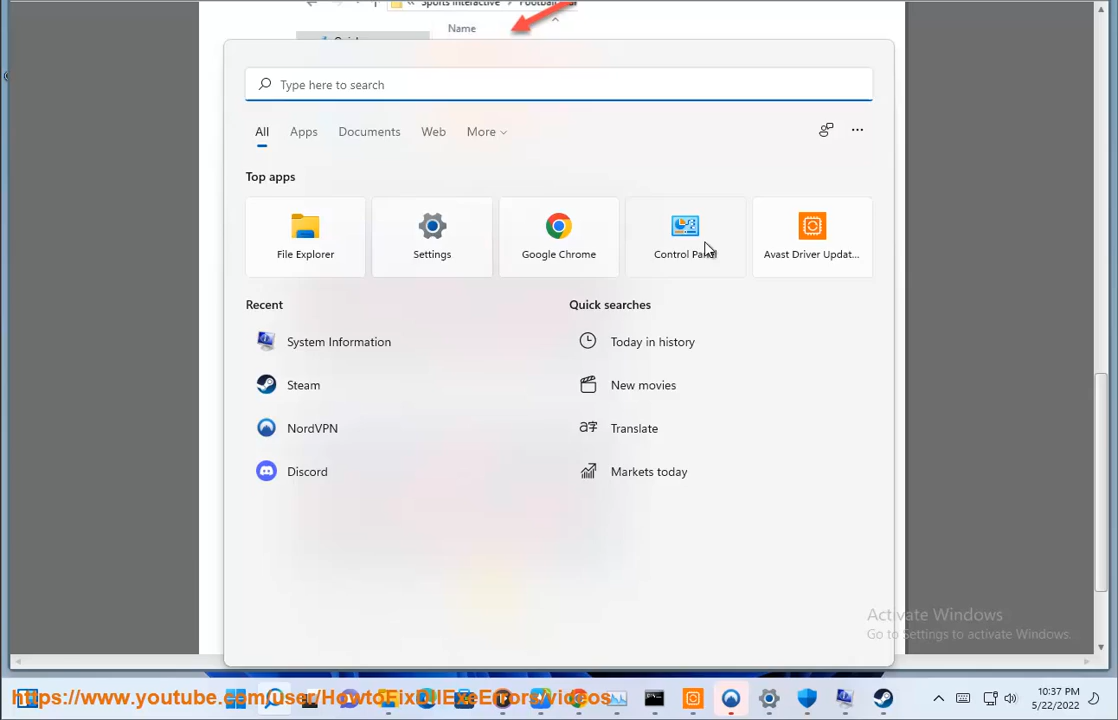 Sports Interactive
Name
Type here to search
All Apps Documents Web More
Top apps
File Explorer Settings Google Chrome Control Panel Avast Driver Updat...
Recent Quick searches
System Information Today in history
Steam New movies
NordVPN Translate
Discord Markets today
Activate Windows
Go to Settings to activate Windows.
https://www.youtube.com/user/HowtoFixDllExeErrors/videos
10:37 PM
5/22/2022